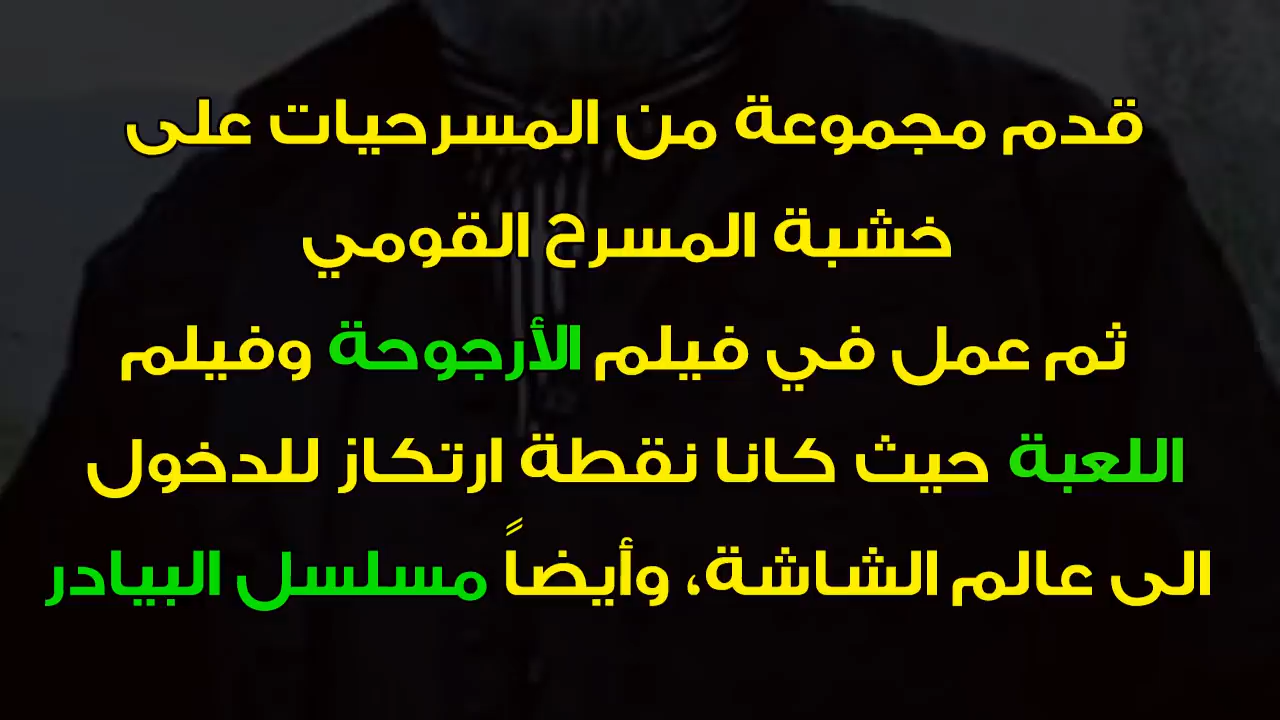 قدم مجموعة من المسرحيات على
خشبة المسرح القومي
ثم عمل في فيلم الأرجوحة وفيلم
اللعبة حيث كانا نقطة ارتكاز للدخول
الى عالم الشاشة، وأيضاً مسلسل البيادر